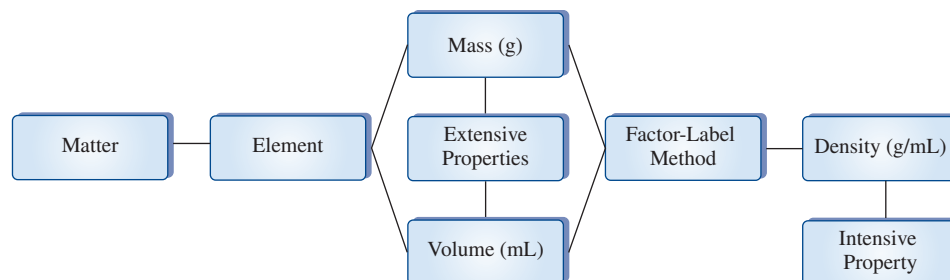 Matter
Element
Mass (g)
Extensive
Properties
Volume (mL)
Factor-Label
Method
Density (g/mL)
Intensive
Property